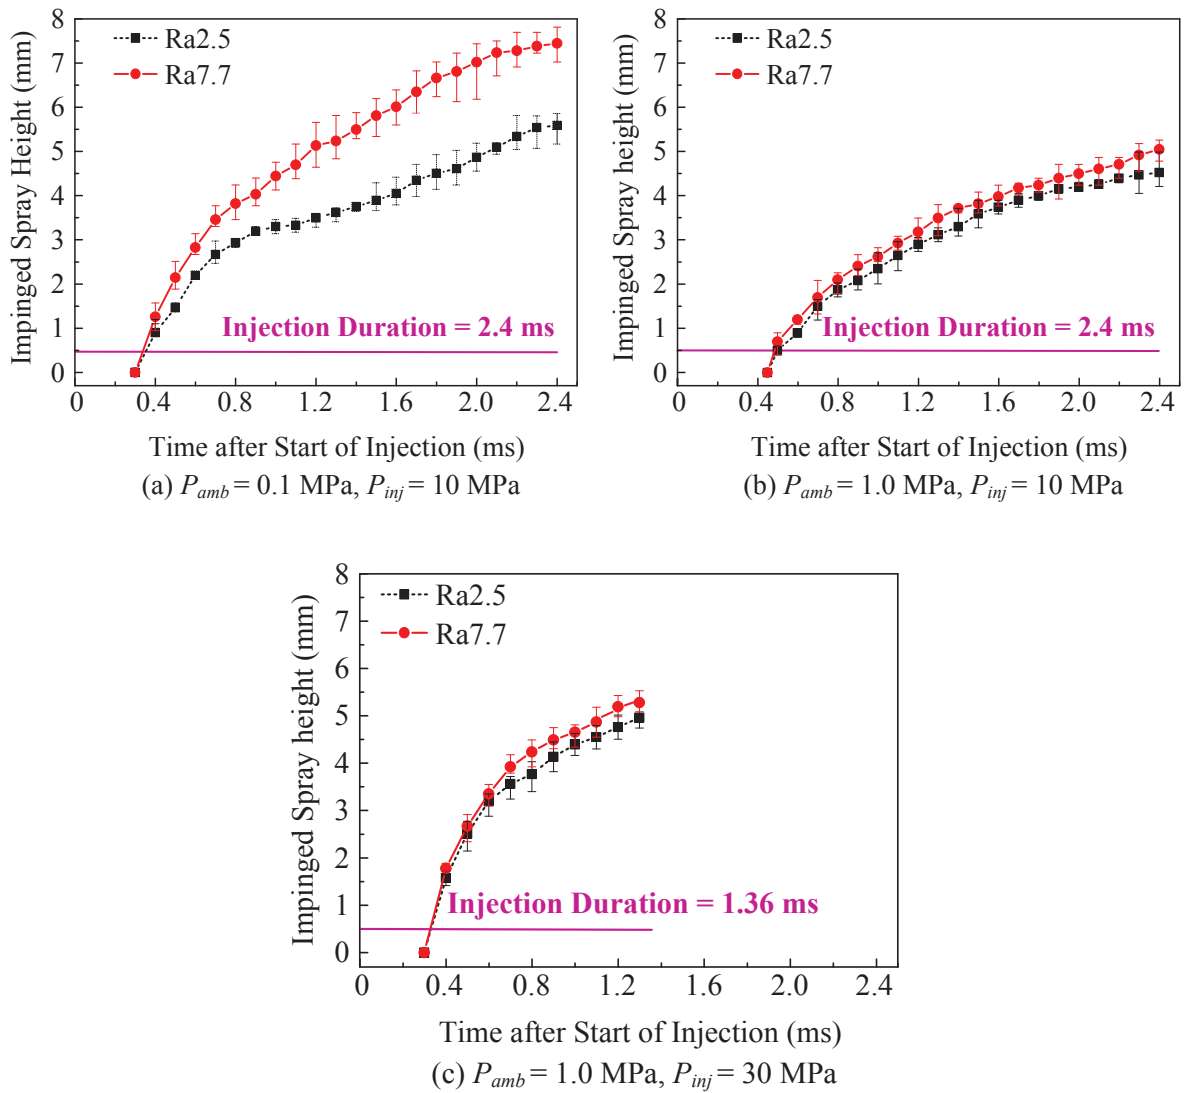 8
7
6
5
4
3
2
1
0
Impinged Spray Height (mm)
Ra2.5
Ra7.7
Injection Duration = 2.4 ms
0 0.4 0.8 1.2 1.6 2.0 2.4
Time after Start of Injection (ms)
(a) Pamb = 0.1 MPa, Pinj = 10 MPa
8
7
6
5
4
3
2
1
0
Impinged Spray height (mm)
Ra2.5
Ra7.7
Injection Duration = 2.4 ms
0 0.4 0.8 1.2 1.6 2.0 2.4
Time after Start of Injection (ms)
(b) Pamb = 1.0 MPa, Pinj = 10 MPa
8
7
6
5
4
3
2
1
0
Impinged Spray height (mm)
Ra2.5
Ra7.7
Injection Duration = 1.36 ms
0 0.4 0.8 1.2 1.6 2.0 2.4
Time after Start of Injection (ms)
(c) Pamb = 1.0 MPa, Pinj = 30 MPa